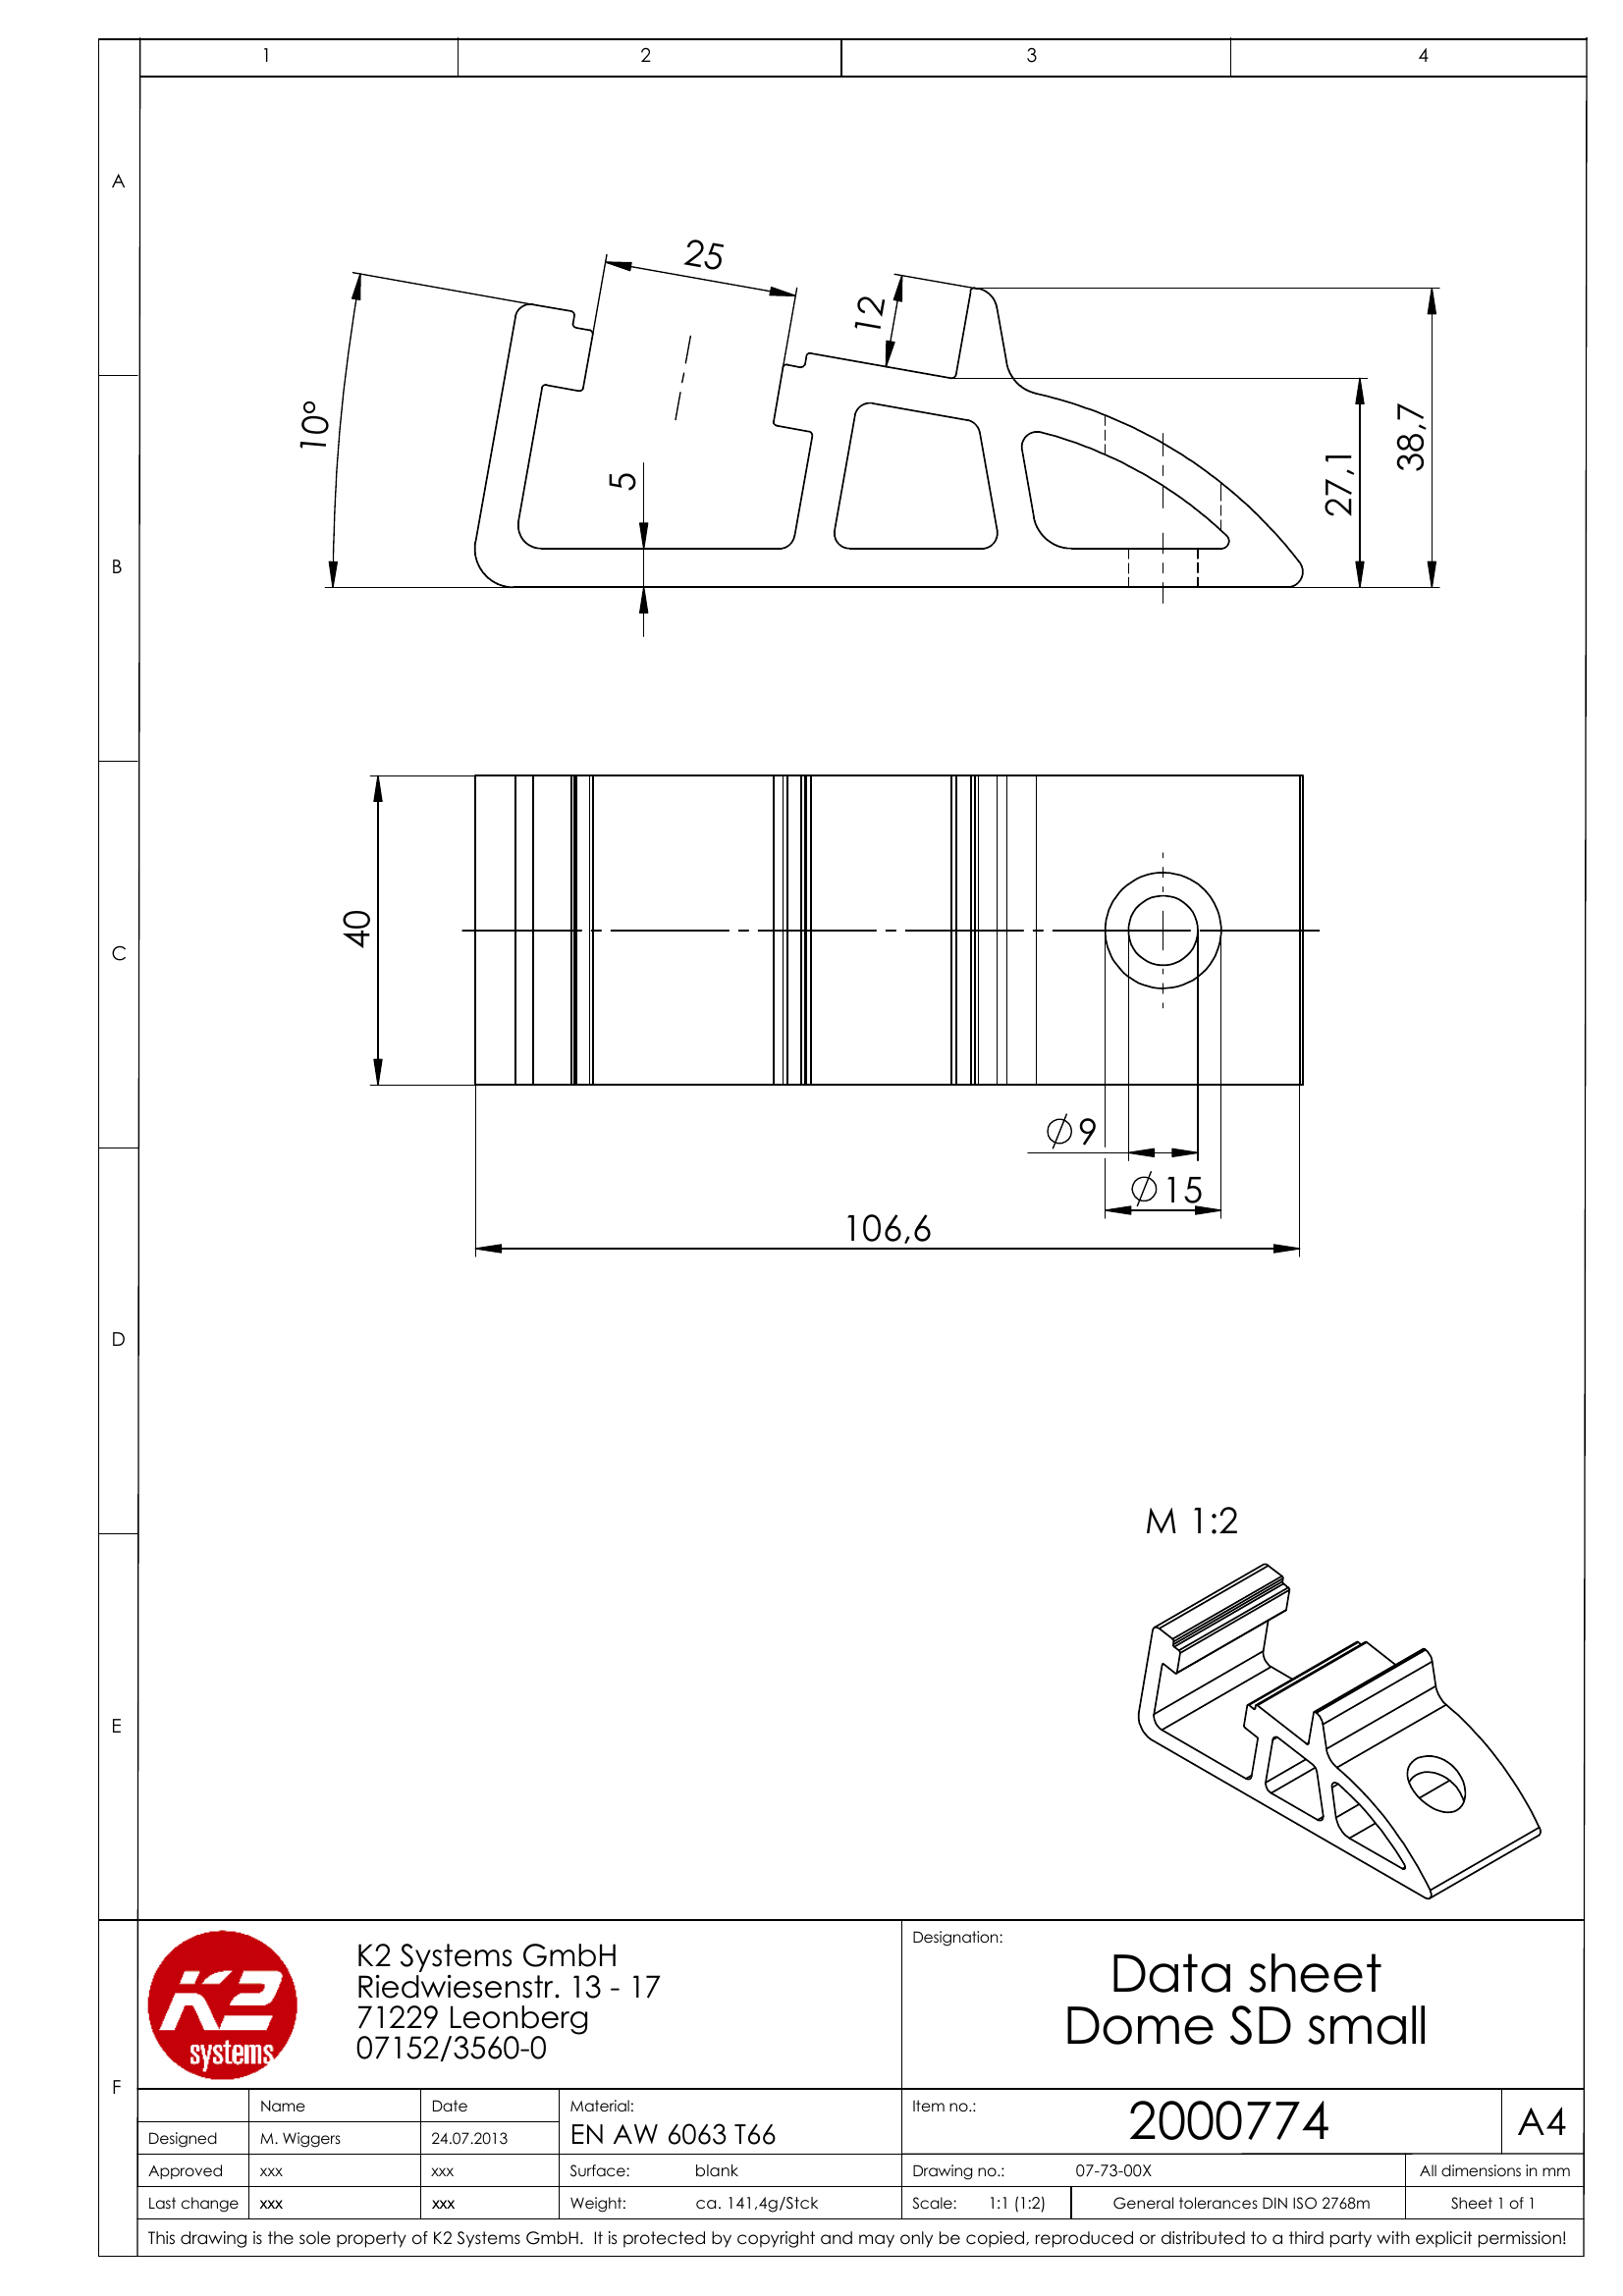 1 2 3 4
A
B
C
D
E
F
25
12
10°
5
27,1
38,7
40
∅9
∅15
106,6
M 1:2
K2
systems
K2 Systems GmbH
Riedwiesenstr. 13 - 17
71229 Leonberg
07152/3560-0
Designation:
Data sheet
Dome SD small
Name Date
Designed M. Wiggers 24.07.2013
Approved xxx xxx
Last change xxx xxx
Material:
EN AW 6063 T66
Surface: blank
Weight: ca. 141,4g/Stck
Item no.:
2000774
A4
Drawing no.: 07-73-00X
All dimensions in mm
Scale: 1:1 (1:2)
General tolerances DIN ISO 2768m
Sheet 1 of 1
This drawing is the sole property of K2 Systems GmbH. It is protected by copyright and may only be copied, reproduced or distributed to a third party with explicit permission!